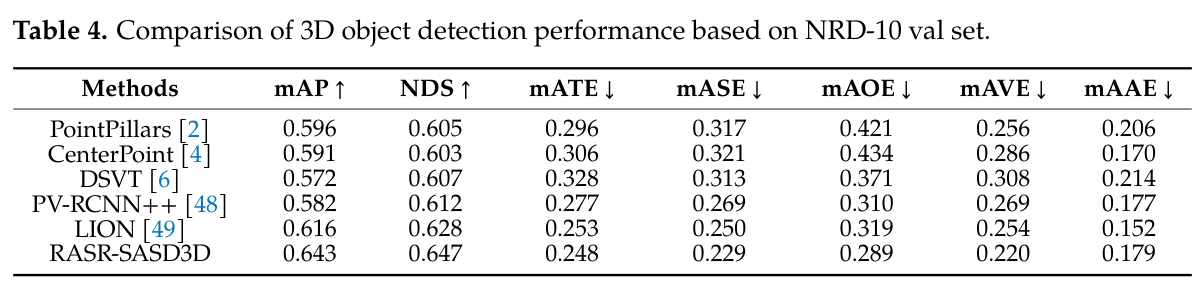 Table 4. Comparison of 3D object detection performance based on NRD-10 val set.
Methods mAP ↑ NDS ↑ mATE ↓ mASE ↓ mAOE ↓ mAVE ↓ mAAE ↓
PointPillars [2] 0.596 0.605 0.296 0.317 0.421 0.256 0.206
CenterPoint [4] 0.591 0.603 0.306 0.321 0.434 0.286 0.170
DSVT [6] 0.572 0.607 0.328 0.313 0.371 0.308 0.214
PV-RCNN++ [48] 0.582 0.612 0.277 0.269 0.310 0.269 0.177
LION [49] 0.616 0.628 0.253 0.250 0.319 0.254 0.152
RASR-SASD3D 0.643 0.647 0.248 0.229 0.289 0.220 0.179